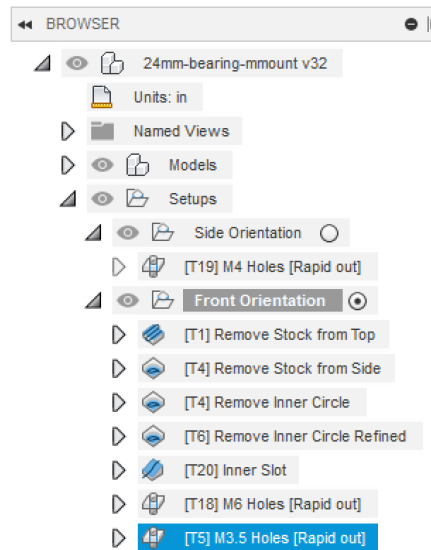 BROWSER
24mm-bearing-mmount v32
Units: in
Named Views
Models
Setups
Side Orientation
[T19] M4 Holes [Rapid out]
Front Orientation
[T1] Remove Stock from Top
[T4] Remove Stock from Side
[T4] Remove Inner Circle
[T6] Remove Inner Circle Refined
[T20] Inner Slot
[T18] M6 Holes [Rapid out]
[T5] M3.5 Holes [Rapid out]